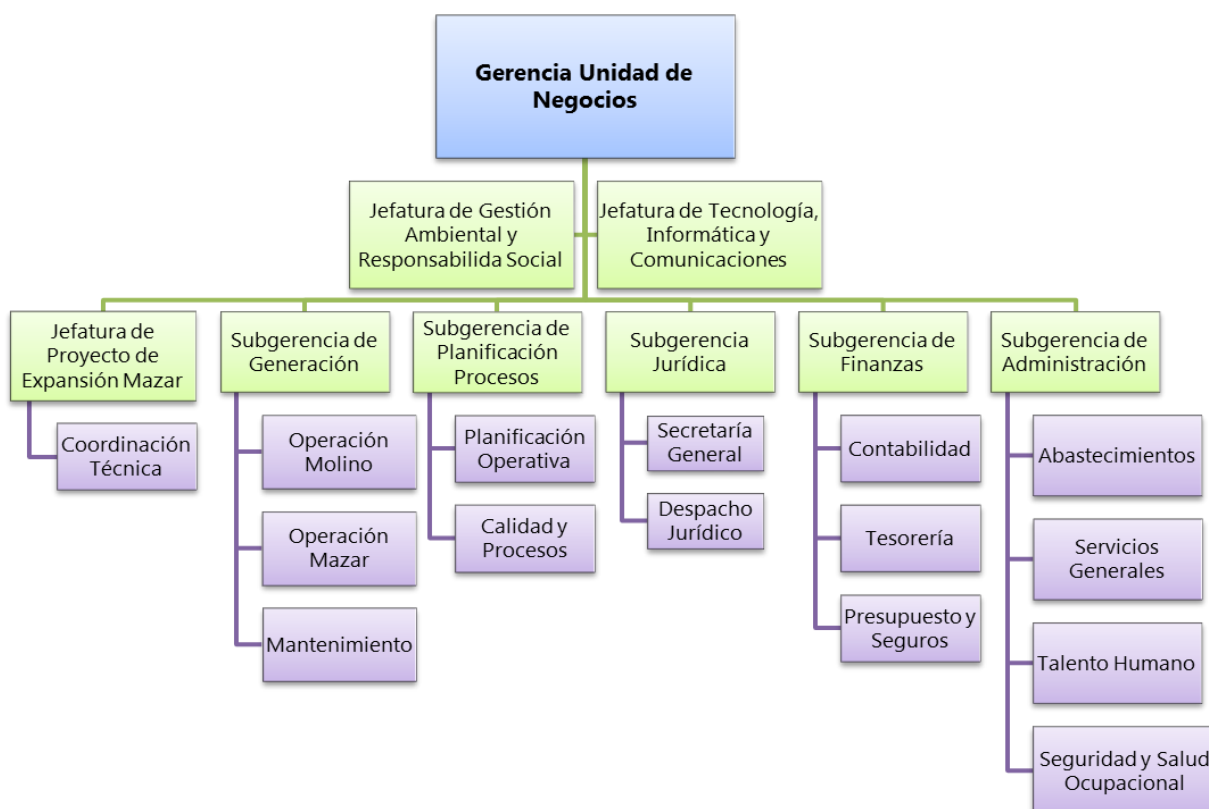 Gerencia Unidad de
Negocios
Jefatura de Gestión
Ambiental y
Responsabilida Social
Jefatura de Tecnología,
Informática y
Comunicaciones
Jefatura de
Proyecto de
Expansión Mazar
Coordinación
Técnica
Subgerencia de
Generación
Operación
Molino
Operación
Mazar
Mantenimiento
Subgerencia de
Planificación
Procesos
Planificación
Operativa
Calidad y
Procesos
Subgerencia
Jurídica
Secretaría
General
Despacho
Jurídico
Subgerencia de
Finanzas
Contabilidad
Tesorería
Presupuesto y
Seguros
Subgerencia de
Administración
Abastecimientos
Servicios
Generales
Talento Humano
Seguridad y Salud
Ocupacional